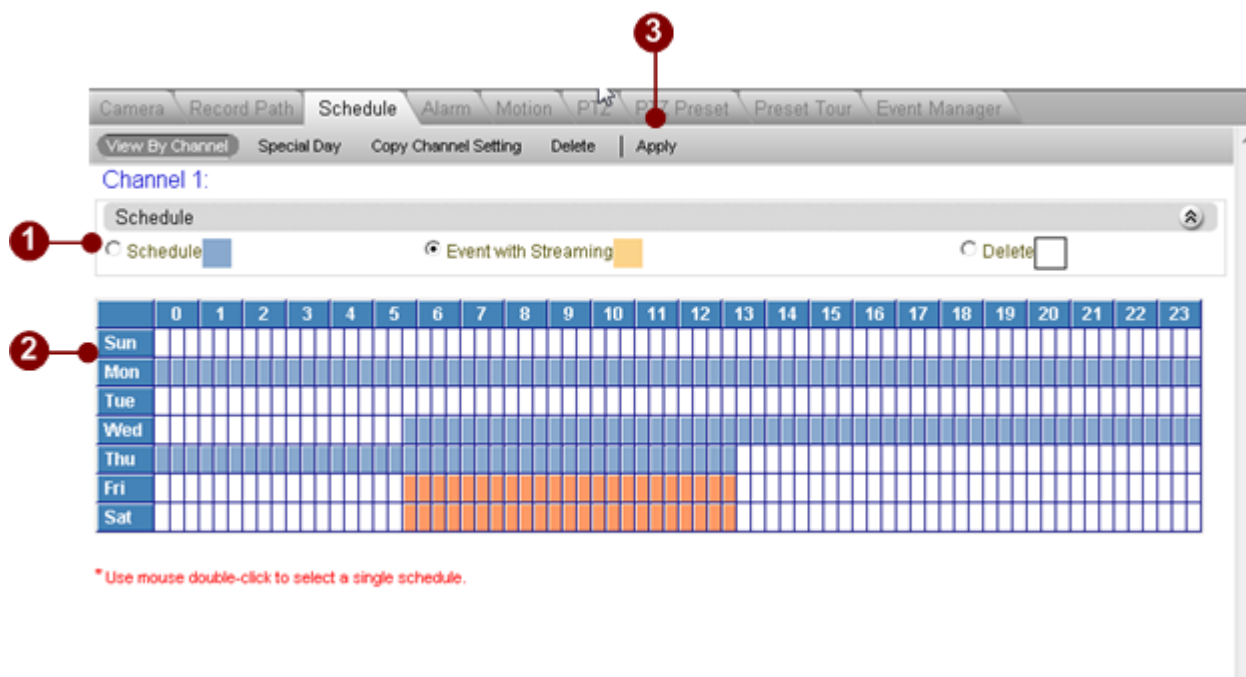 3
Camera Record Path Schedule Alarm Motion PTZ PTZ Preset Preset Tour Event Manager
View By Channel Special Day Copy Channel Setting Delete | Apply
Channel 1:
Schedule
1
Schedule Event with Streaming Delete
0 1 2 3 4 5 6 7 8 9 10 11 12 13 14 15 16 17 18 19 20 21 22 23
2
Sun
Mon
Tue
Wed
Thu
Fri
Sat
*Use mouse double-click to select a single schedule.